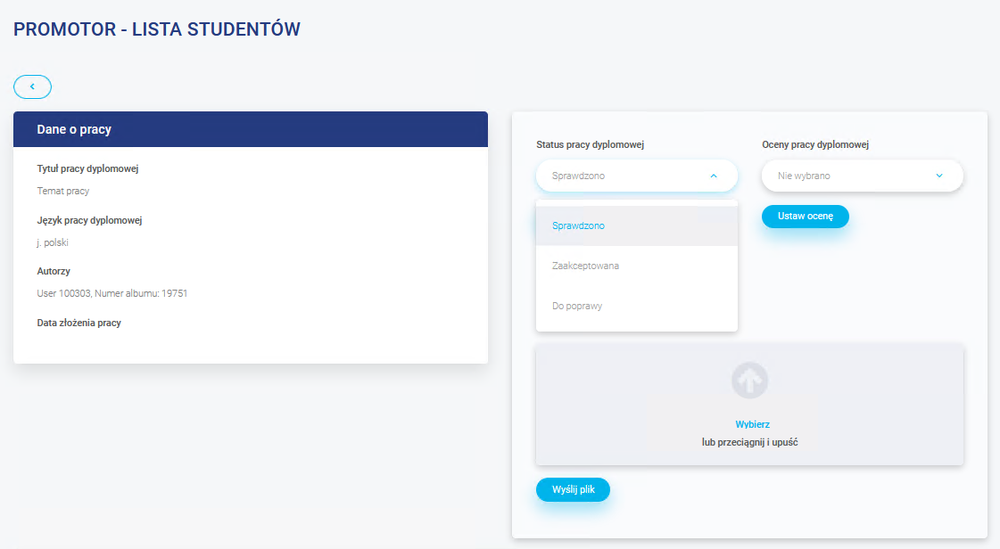 PROMOTOR - LISTA STUDENTÓW
Dane o pracy
Tytuł pracy dyplomowej
Temat pracy
Język pracy dyplomowej
j. polski
Autorzy
User 100303, Numer albumu: 19751
Data złożenia pracy
Status pracy dyplomowej
Sprawdzono
Sprawdzono
Zaakceptowana
Do poprawy
Oceny pracy dyplomowej
Nie wybrano
Ustaw ocenę
Wybierz
lub przeciągnij i upuść
Wyślij plik